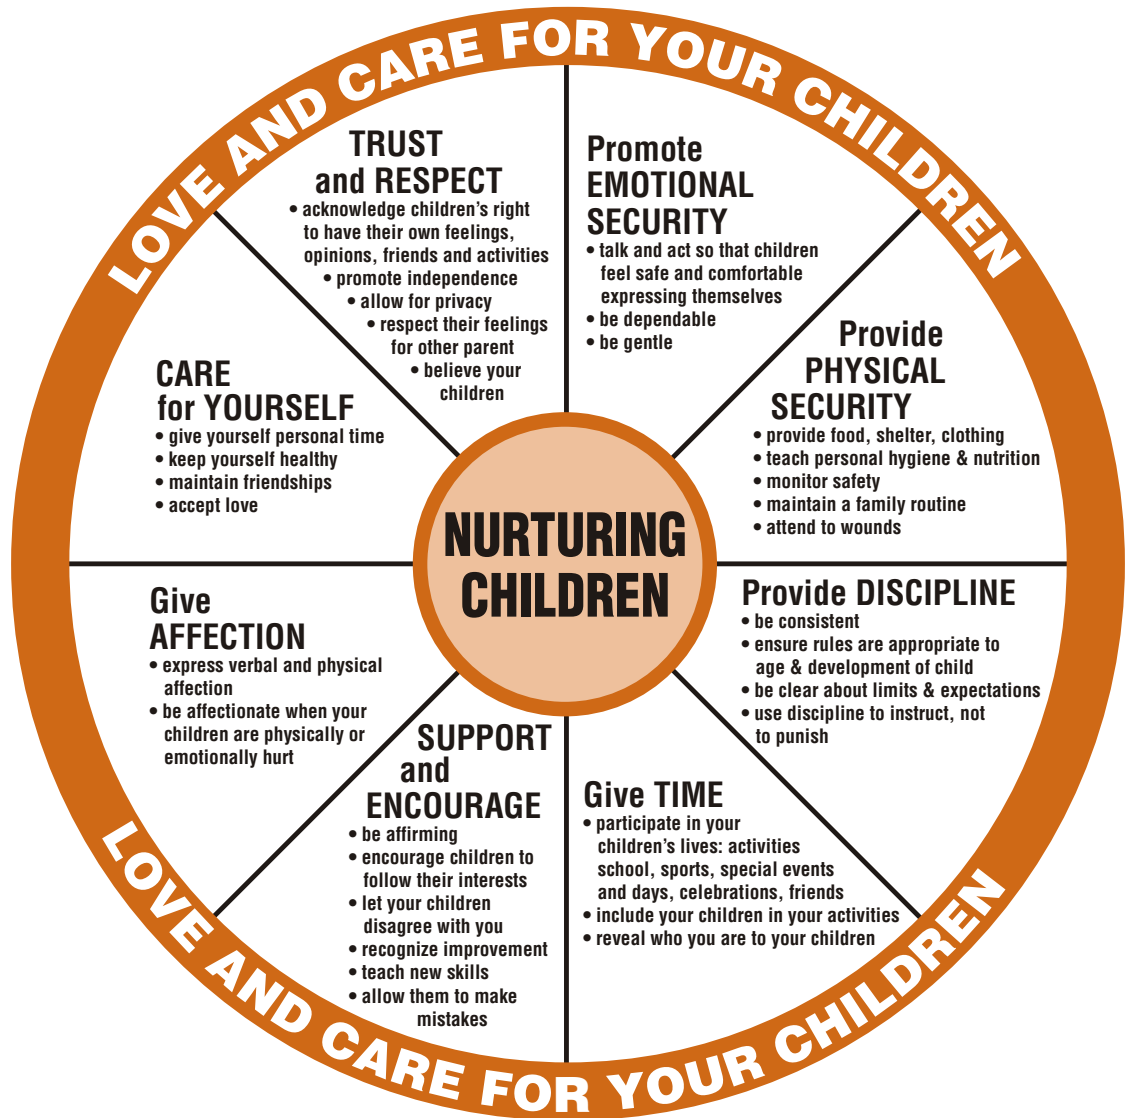 LOVE AND CARE FOR YOUR CHILDREN
TRUST
and RESPECT
• acknowledge children's right
to have their own feelings,
opinions, friends and activities
• promote independence
• allow for privacy
• respect their feelings
for other parent
• believe your
children
Promote
EMOTIONAL
SECURITY
• talk and act so that children
feel safe and comfortable
expressing themselves
• be dependable
• be gentle
Provide
PHYSICAL
SECURITY
• provide food, shelter, clothing
• teach personal hygiene & nutrition
• monitor safety
• maintain a family routine
• attend to wounds
Provide DISCIPLINE
• be consistent
• ensure rules are appropriate to
age & development of child
• be clear about limits & expectations
• use discipline to instruct, not
to punish
Give TIME
• participate in your
children's lives: activities
school, sports, special events
and days, celebrations, friends
• include your children in your activities
• reveal who you are to your children
SUPPORT
and
ENCOURAGE
• be affirming
• encourage children to
follow their interests
• let your children
disagree with you
• recognize improvement
• teach new skills
• allow them to make
mistakes
Give
AFFECTION
• express verbal and physical
affection
• be affectionate when your
children are physically or
emotionally hurt
CARE
for YOURSELF
• give yourself personal time
• keep yourself healthy
• maintain friendships
• accept love
NURTURING
CHILDREN
LOVE AND CARE FOR YOUR CHILDREN